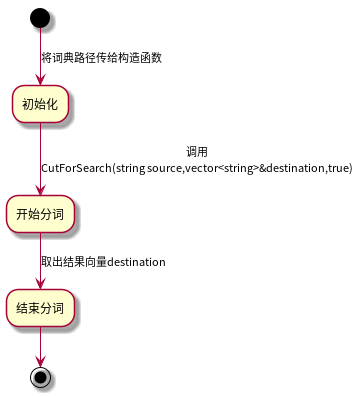 将词典路径传给构造函数
初始化
调用
CutForSearch(string source,vector<string>&destination,true)
开始分词
取出结果向量destination
结束分词